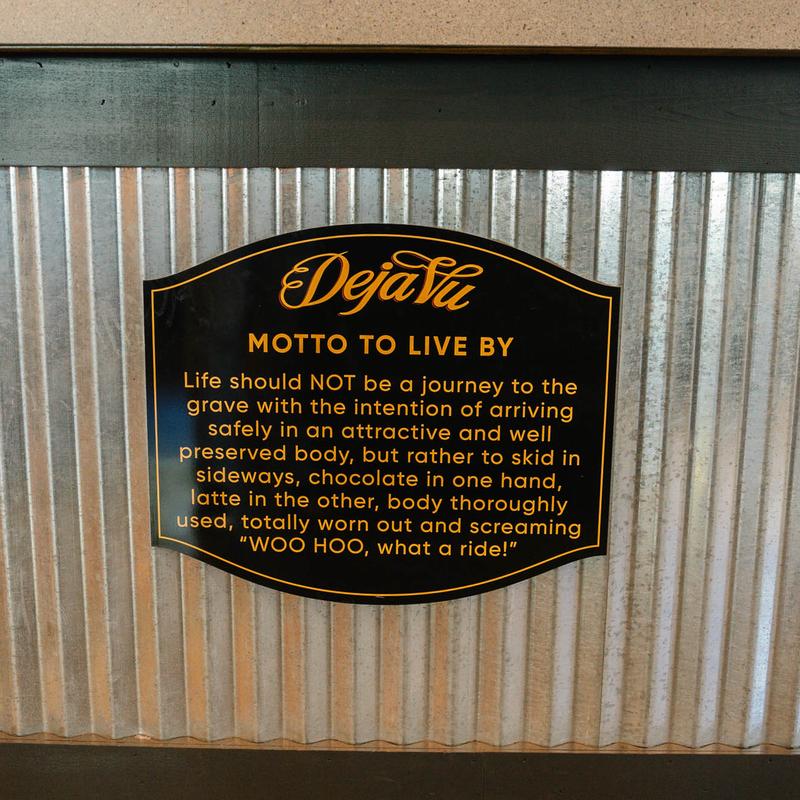 Deja Vu
MOTTO TO LIVE BY
Life should NOT be a journey to the
grave with the intention of arriving
safely in an attractive and well
preserved body, but rather to skid in
sideways, chocolate in one hand,
latte in the other, body thoroughly
used, totally worn out and screaming
“WOO HOO, what a ride!”